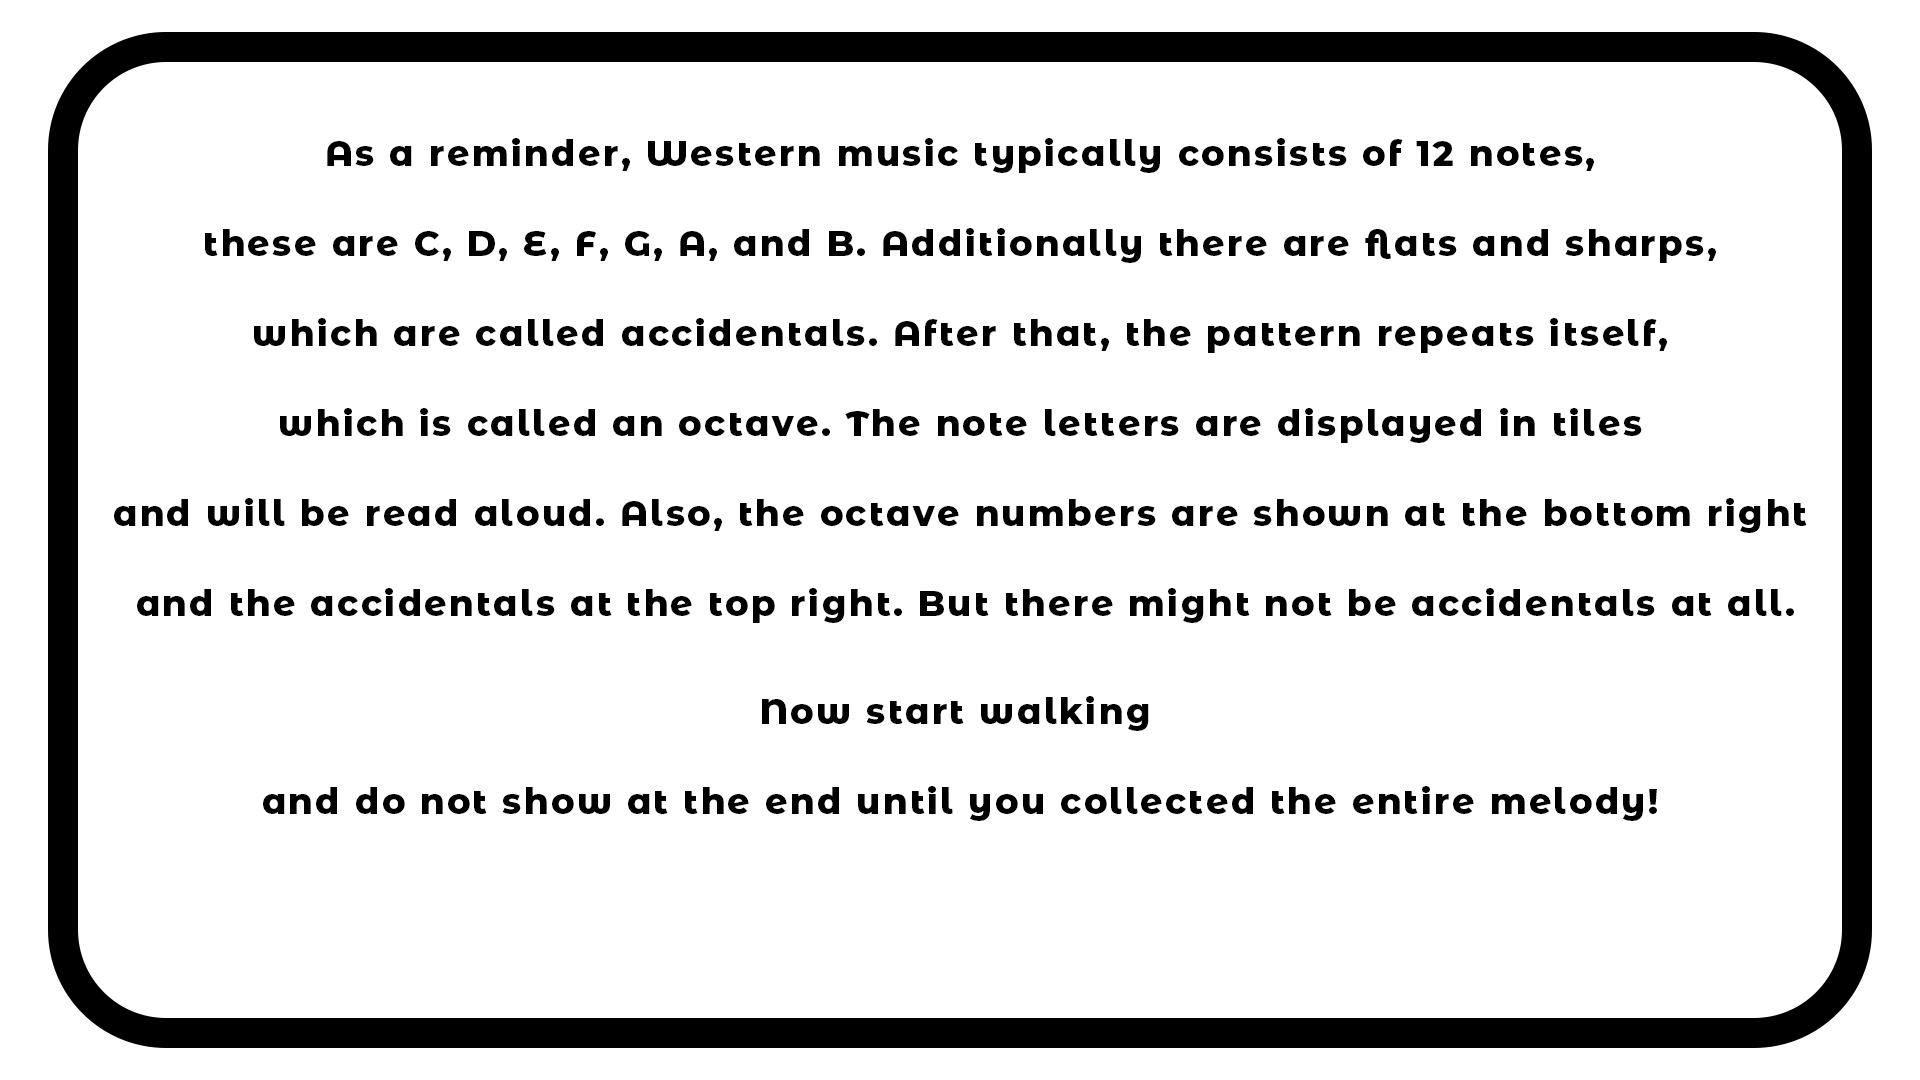 As a reminder, Western music typically consists of 12 notes,
these are C, D, E, F, G, A, and B. Additionally there are flats and sharps,
which are called accidentals. After that, the pattern repeats itself,
which is called an octave. The note letters are displayed in tiles
and will be read aloud. Also, the octave numbers are shown at the bottom right
and the accidentals at the top right. But there might not be accidentals at all.
Now start walking
and do not show at the end until you collected the entire melody!